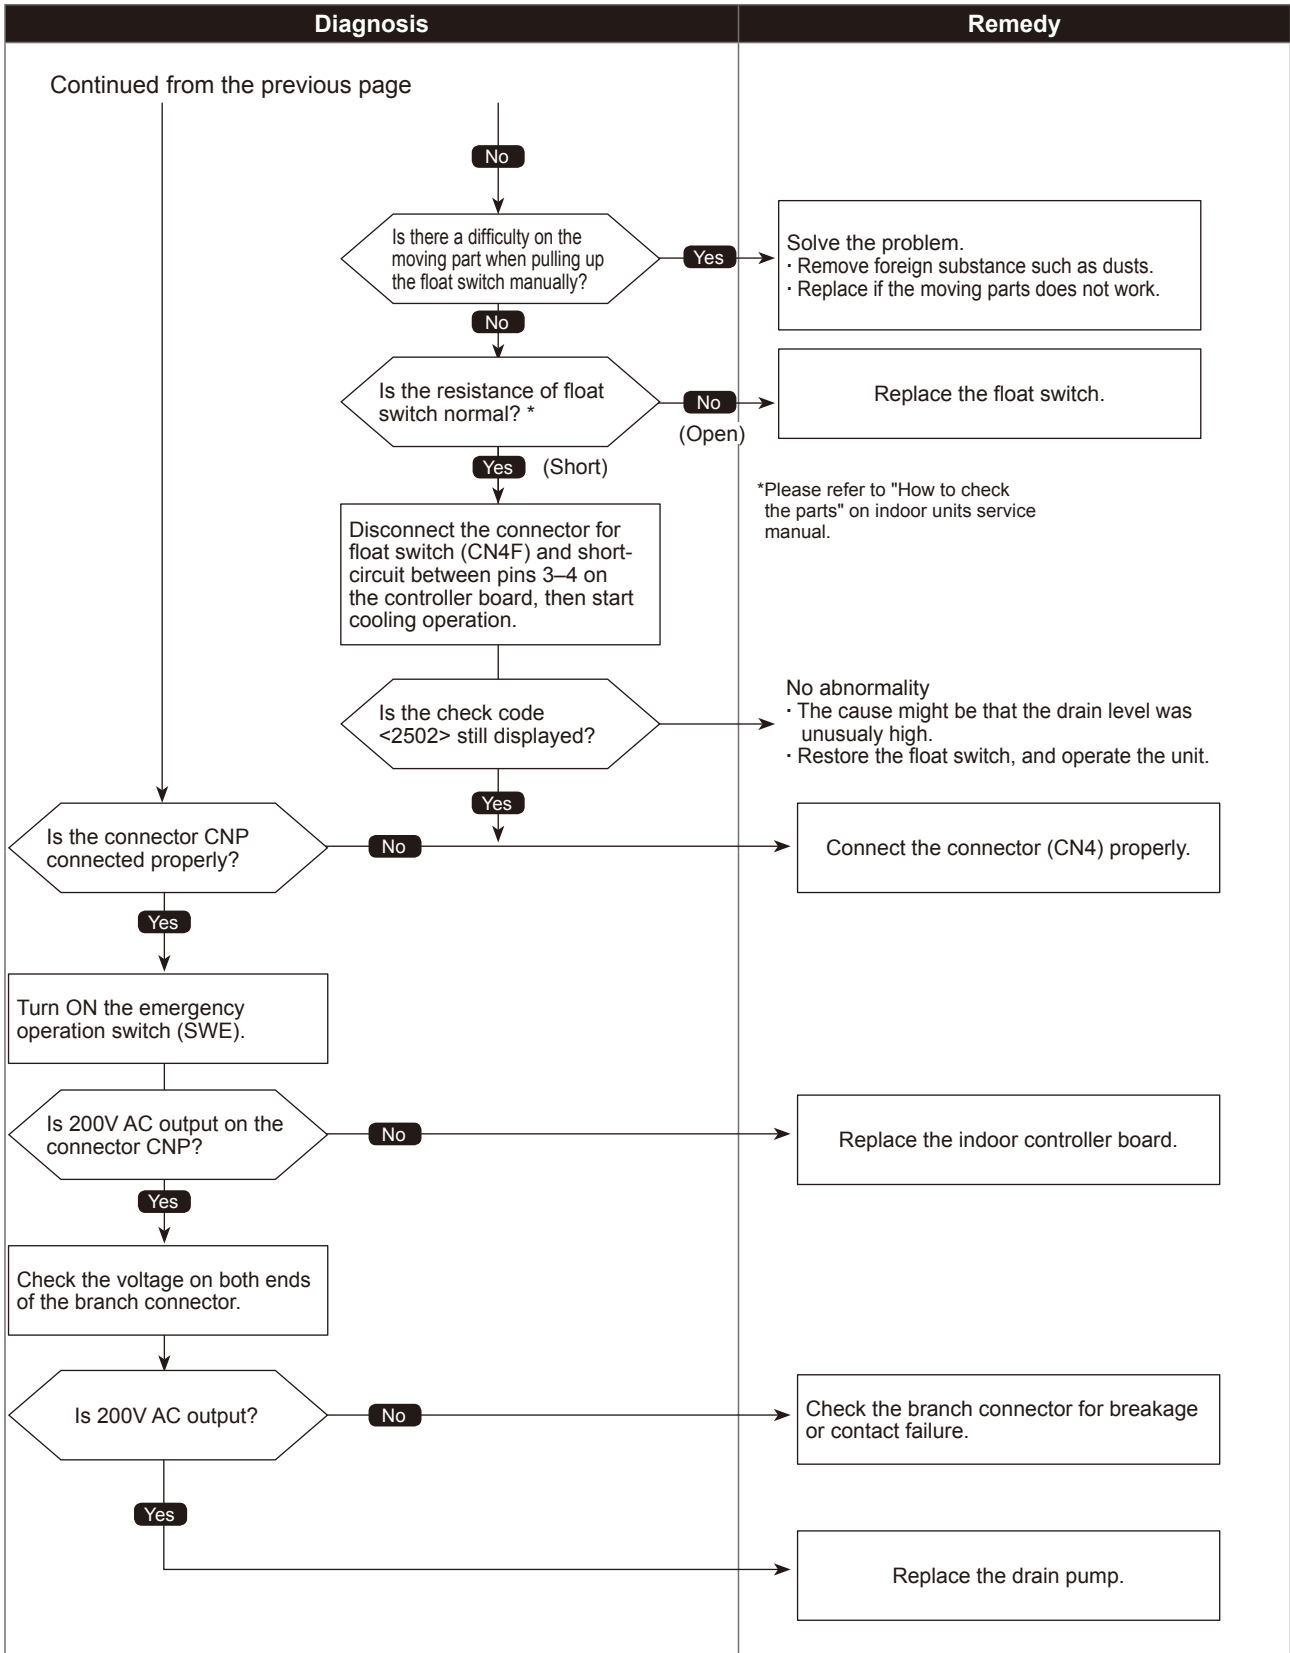 Diagnosis
Remedy
Continued from the previous page
No
Is there a difficulty on the
moving part when pulling up
the float switch manually?
Yes
Solve the problem.
· Remove foreign substance such as dusts.
· Replace if the moving parts does not work.
No
Is the resistance of float
switch normal? *
No
(Open)
Replace the float switch.
Yes (Short)
*Please refer to "How to check
the parts" on indoor units service
manual.
Disconnect the connector for
float switch (CN4F) and short-
circuit between pins 3–4 on
the controller board, then start
cooling operation.
Is the check code
<2502> still displayed?
No abnormality
· The cause might be that the drain level was
unusualy high.
· Restore the float switch, and operate the unit.
Yes
Is the connector CNP
connected properly?
No
Connect the connector (CN4) properly.
Yes
Turn ON the emergency
operation switch (SWE).
Is 200V AC output on the
connector CNP?
No
Replace the indoor controller board.
Yes
Check the voltage on both ends
of the branch connector.
Is 200V AC output?
No
Check the branch connector for breakage
or contact failure.
Yes
Replace the drain pump.